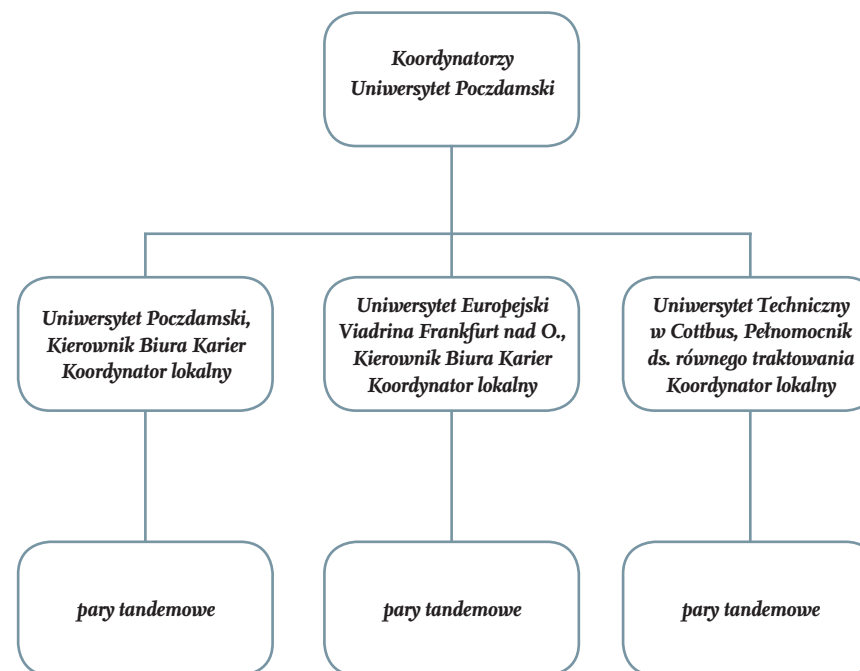 Koordynatorzy
Uniwersytet Poczdamski
Uniwersytet Poczdamski,
Kierownik Biura Karier
Koordynator lokalny
Uniwersytet Europejski
Viadrina Frankfurt nad O.,
Kierownik Biura Karier
Koordynator lokalny
Uniwersytet Techniczny
w Cottbus, Pełnomocnik
ds. równego traktowania
Koordynator lokalny
pary tandemowe
pary tandemowe
pary tandemowe